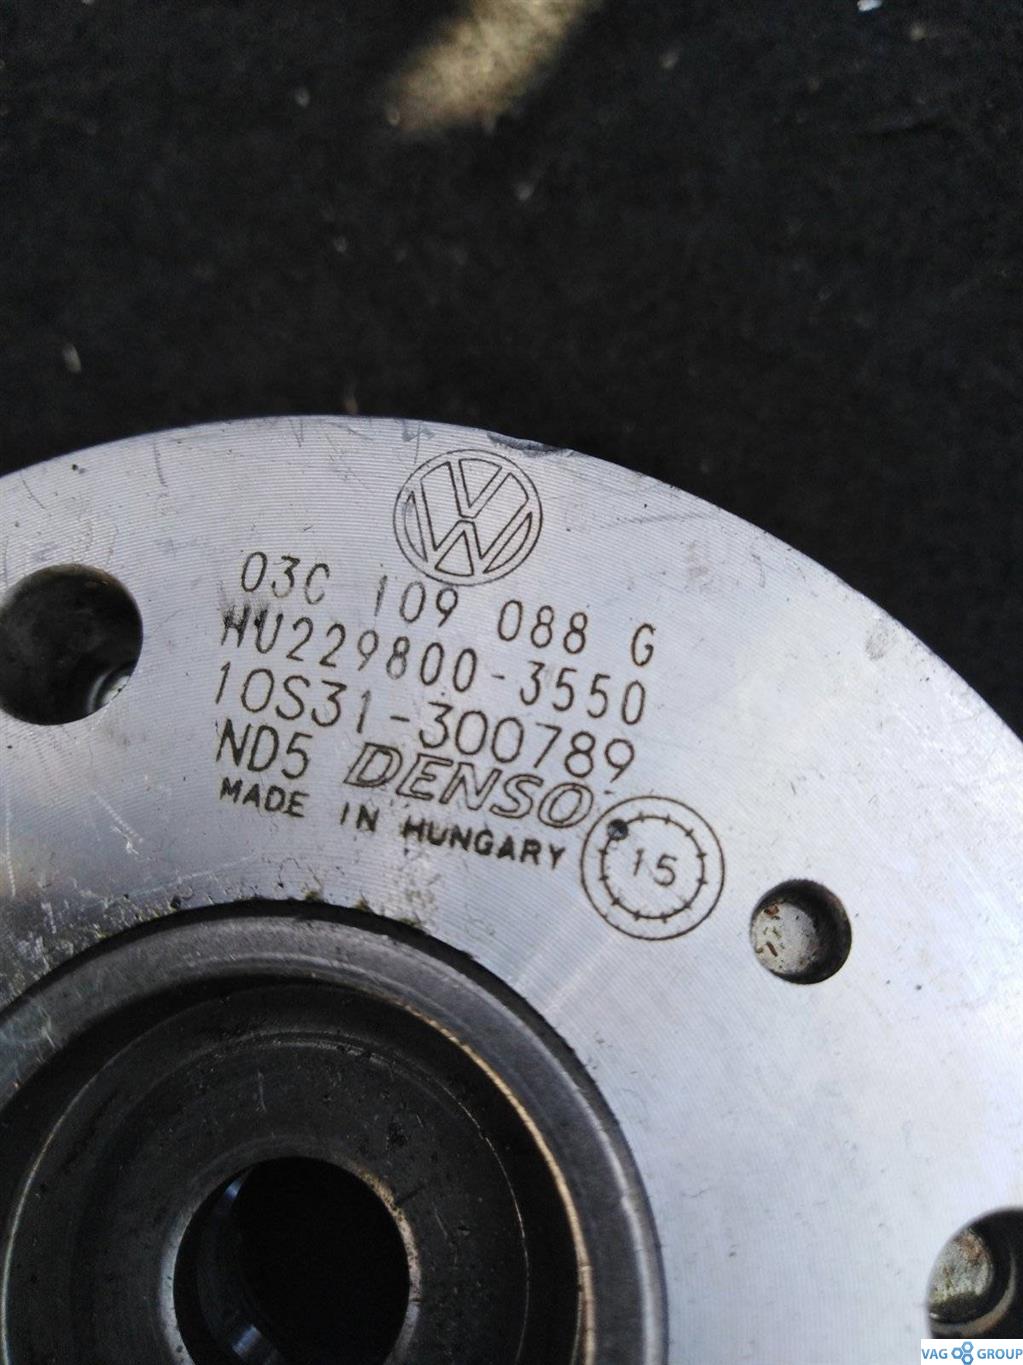 03C 109 088 G
HU229800-3550
10S31-300789
ND5 DENSO
MADE IN HUNGARY
15
VAG GROUP